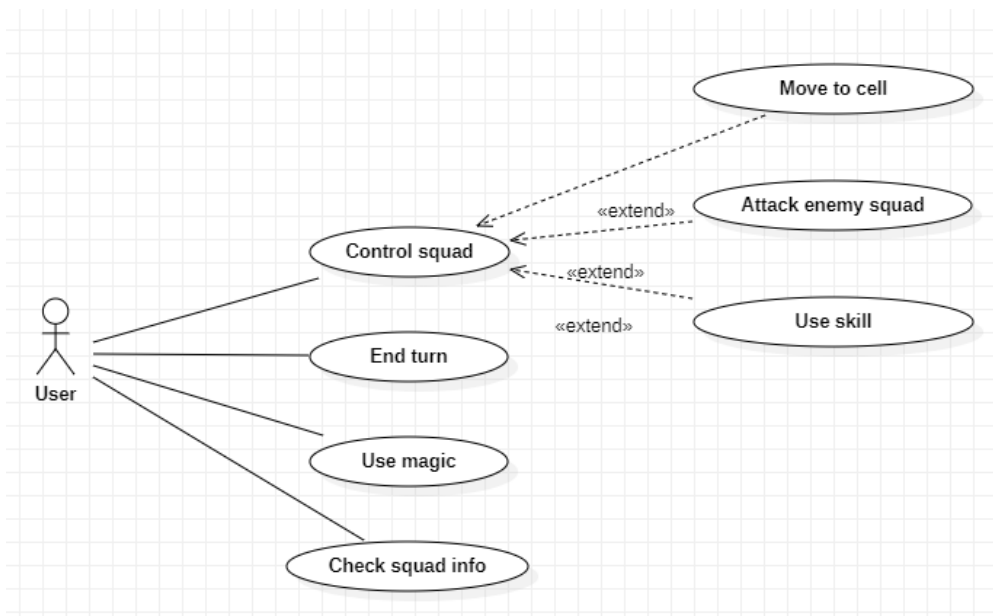 Move to cell
«extend»
Attack enemy squad
Control squad
«extend»
Use skill
«extend»
End turn
User
Use magic
Check squad info